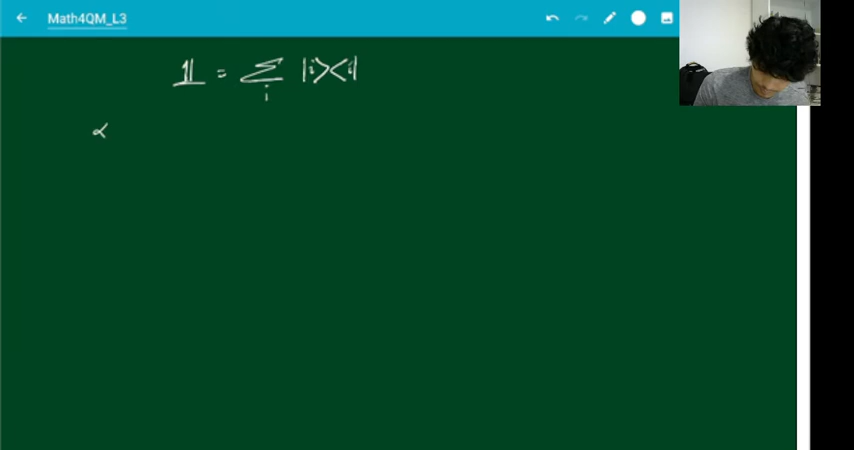 Math4QM_L3
𝟙 = Σ_i |i><i|
α